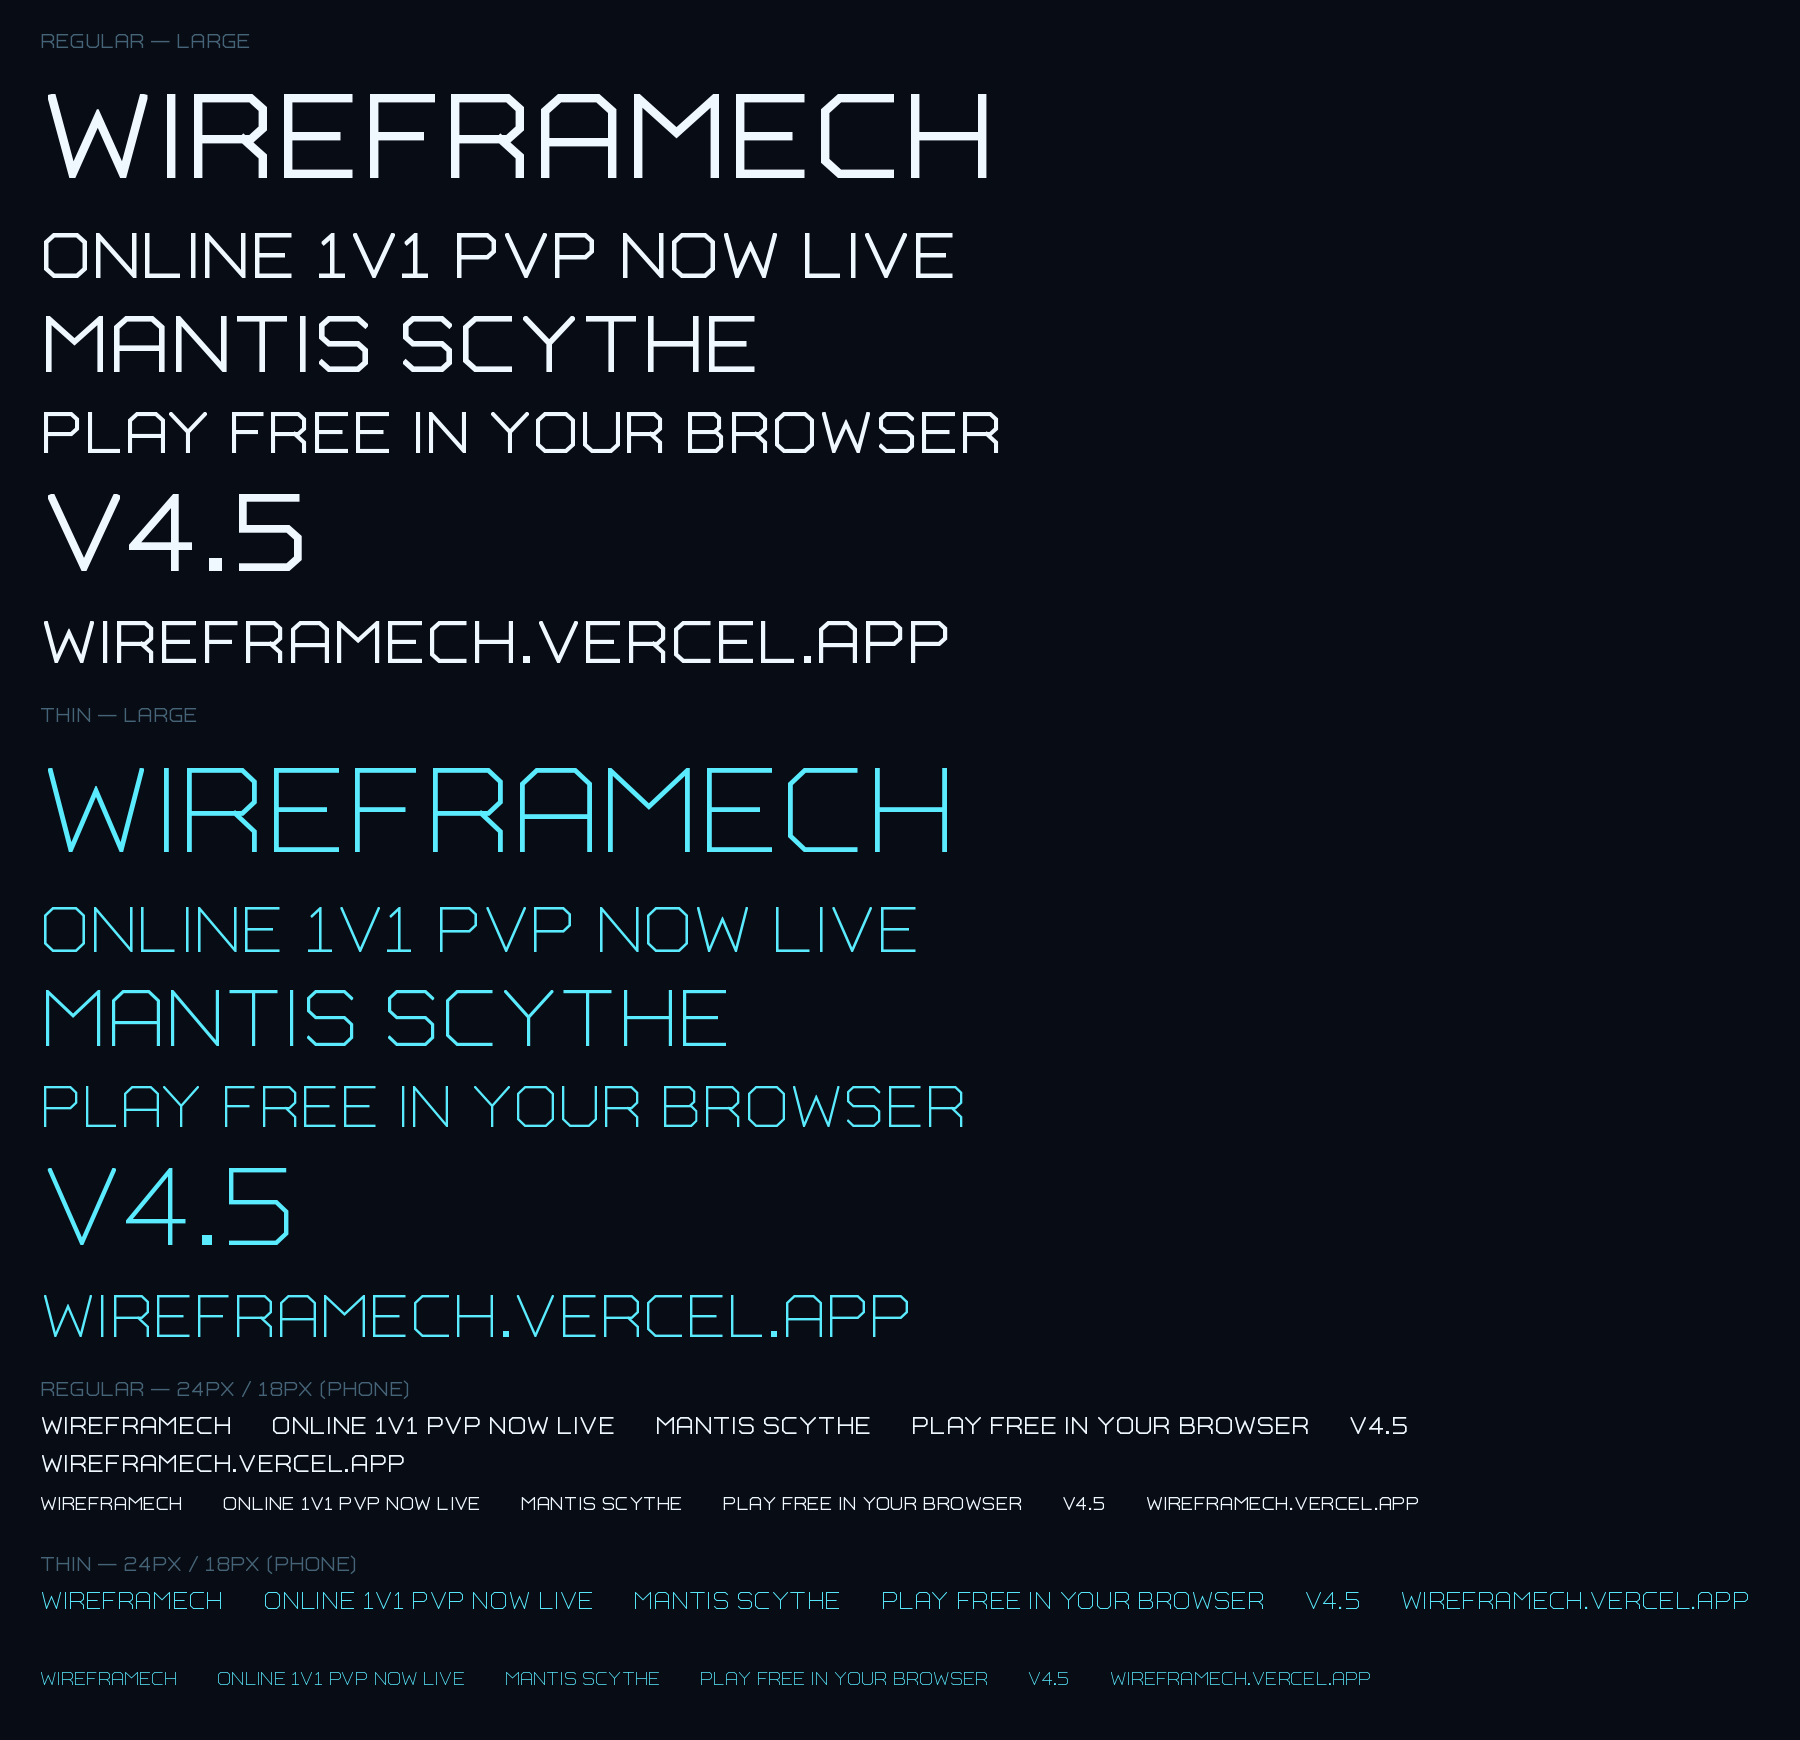 REGULAR — LARGE
WIREFRAMECH
ONLINE 1V1 PVP NOW LIVE
MANTIS SCYTHE
PLAY FREE IN YOUR BROWSER
V4.5
WIREFRAMECH.VERCEL.APP
THIN — LARGE
WIREFRAMECH
ONLINE 1V1 PVP NOW LIVE
MANTIS SCYTHE
PLAY FREE IN YOUR BROWSER
V4.5
WIREFRAMECH.VERCEL.APP
REGULAR — 24PX / 18PX (PHONE)
WIREFRAMECH ONLINE 1V1 PVP NOW LIVE MANTIS SCYTHE PLAY FREE IN YOUR BROWSER V4.5
WIREFRAMECH.VERCEL.APP
WIREFRAMECH ONLINE 1V1 PVP NOW LIVE MANTIS SCYTHE PLAY FREE IN YOUR BROWSER V4.5 WIREFRAMECH.VERCEL.APP
THIN — 24PX / 18PX (PHONE)
WIREFRAMECH ONLINE 1V1 PVP NOW LIVE MANTIS SCYTHE PLAY FREE IN YOUR BROWSER V4.5 WIREFRAMECH.VERCEL.APP
WIREFRAMECH ONLINE 1V1 PVP NOW LIVE MANTIS SCYTHE PLAY FREE IN YOUR BROWSER V4.5 WIREFRAMECH.VERCEL.APP